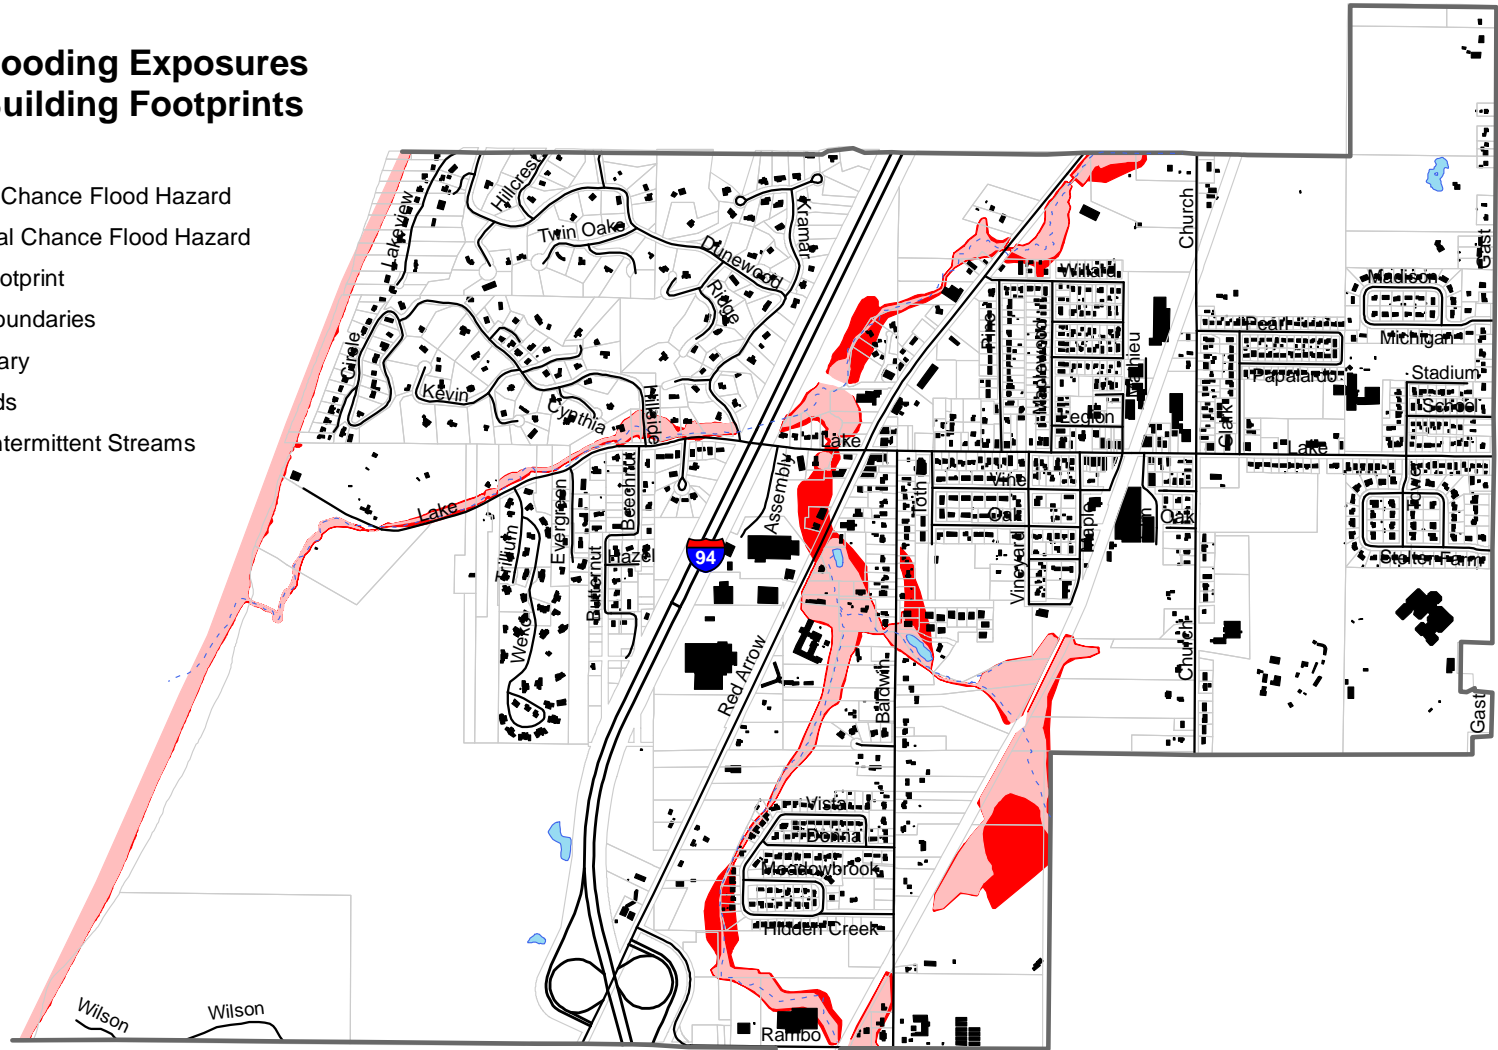 ooding Exposures
uilding Footprints
Chance Flood Hazard
al Chance Flood Hazard
otprint
oundaries
ary
ds
ntermittent Streams
Lakeview
Hillcrest
Twin Oaks
Dunewood
Kramar
Ridge
Circle
Kevin
Cynthia
Hillside
Lake
Lake
Trillium
Evergreen
Beechnut
Butternut
Hazel
Weko
94
Assembly
Red Arrow
Church
Willard
Pine
Maplewood
Mathieu
Legion
Clark
Pearl
Papalardo
Madison
Michigan
Stadium
School
Gast
Lake
Toth
Vine
Oak
Vineyard
Maple
Oak
Stelter Farm
Church
Baldwin
Gast
Vista
Donna
Meadowbrook
Hidden Creek
Rambo
Wilson
Wilson